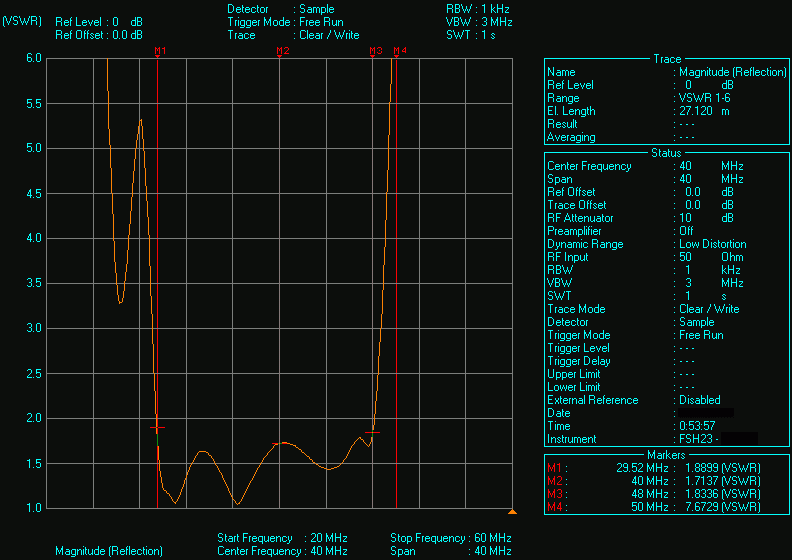 Detector : Sample RBW : 1 kHz
(VSWR) Ref Level : 0 dB Trigger Mode : Free Run VBW : 3 MHz
Ref Offset : 0.0 dB Trace : Clear / Write SWT : 1 s
M1 M2 M3 M4
6.0
5.5
5.0
4.5
4.0
3.5
3.0
2.5
2.0
1.5
1.0
Start Frequency : 20 MHz Stop Frequency : 60 MHz
Magnitude (Reflection) Center Frequency : 40 MHz Span : 40 MHz
Trace
Name : Magnitude (Reflection)
Ref Level : 0 dB
Range : VSWR 1-6
El. Length : 27.120 m
Result : - - -
Averaging : - - -
Status
Center Frequency : 40 MHz
Span : 40 MHz
Ref Offset : 0.0 dB
Trace Offset : 0.0 dB
RF Attenuator : 10 dB
Preamplifier : Off
Dynamic Range : Low Distortion
RF Input : 50 Ohm
RBW : 1 kHz
VBW : 3 MHz
SWT : 1 s
Trace Mode : Clear / Write
Detector : Sample
Trigger Mode : Free Run
Trigger Level : - - -
Trigger Delay : - - -
Upper Limit : - - -
Lower Limit : - - -
External Reference : Disabled
Date :
Time : 0:53:57
Instrument : FSH23 -
Markers
M1 : 29.52 MHz : 1.8899 (VSWR)
M2 : 40 MHz : 1.7137 (VSWR)
M3 : 48 MHz : 1.8336 (VSWR)
M4 : 50 MHz : 7.6729 (VSWR)